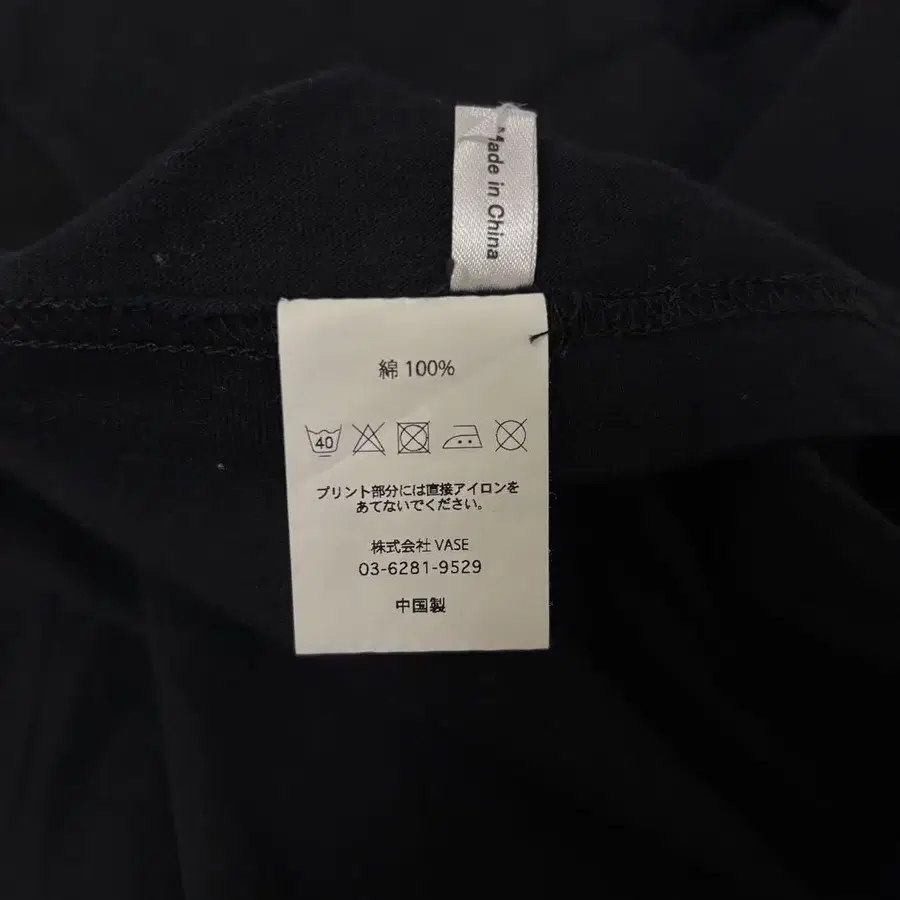 Made in China
綿 100%
40
プリント部分には直接アイロンを
あてないでください。
株式会社 VASE
03-6281-9529
中国製